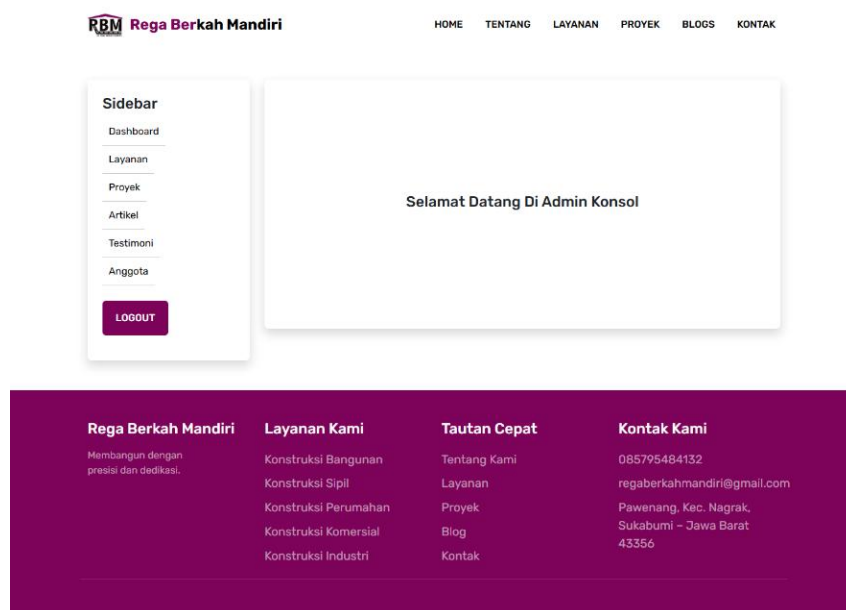 RBM Rega Berkah Mandiri
HOME TENTANG LAYANAN PROYEK BLOGS KONTAK
Sidebar
Dashboard
Layanan
Proyek
Artikel
Testimoni
Anggota
LOGOUT
Selamat Datang Di Admin Konsol
Rega Berkah Mandiri
Membangun dengan
presisi dan dedikasi.
Layanan Kami
Konstruksi Bangunan
Konstruksi Sipil
Konstruksi Perumahan
Konstruksi Komersial
Konstruksi Industri
Tautan Cepat
Tentang Kami
Layanan
Proyek
Blog
Kontak
Kontak Kami
085795484132
regaberkahmandiri@gmail.com
Pawenang, Kec. Nagrak,
Sukabumi – Jawa Barat
43356